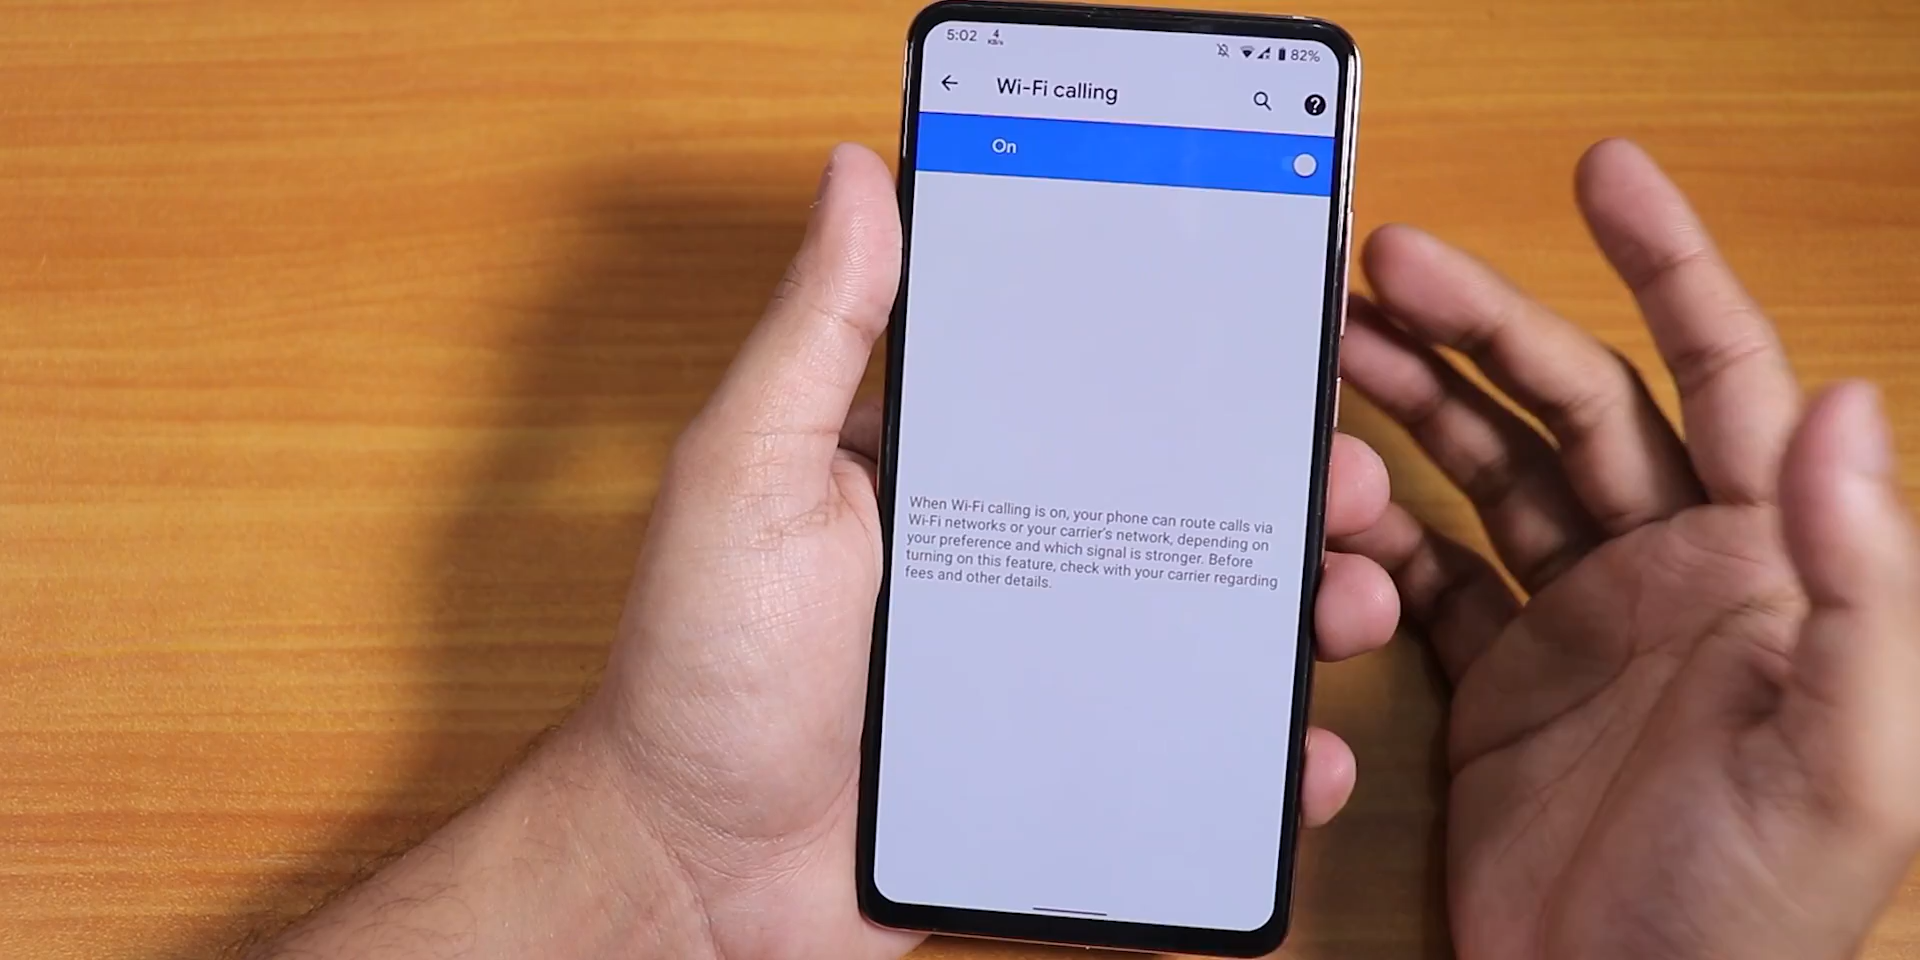 5:02 4 KB/s 82%
Wi-Fi calling
On
When Wi-Fi calling is on, your phone can route calls via
Wi-Fi networks or your carrier's network, depending on
your preference and which signal is stronger. Before
turning on this feature, check with your carrier regarding
fees and other details.